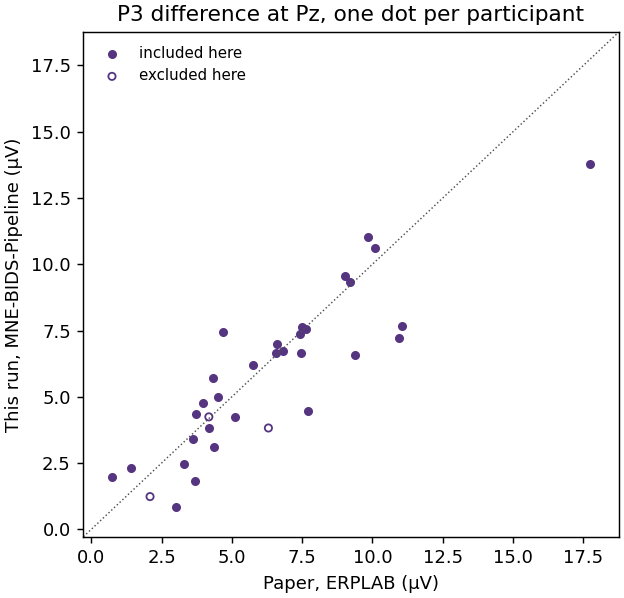 P3 difference at Pz, one dot per participant
included here
excluded here
17.5
15.0
12.5
10.0
7.5
5.0
2.5
0.0
This run, MNE-BIDS-Pipeline (µV)
0.0 2.5 5.0 7.5 10.0 12.5 15.0 17.5
Paper, ERPLAB (µV)